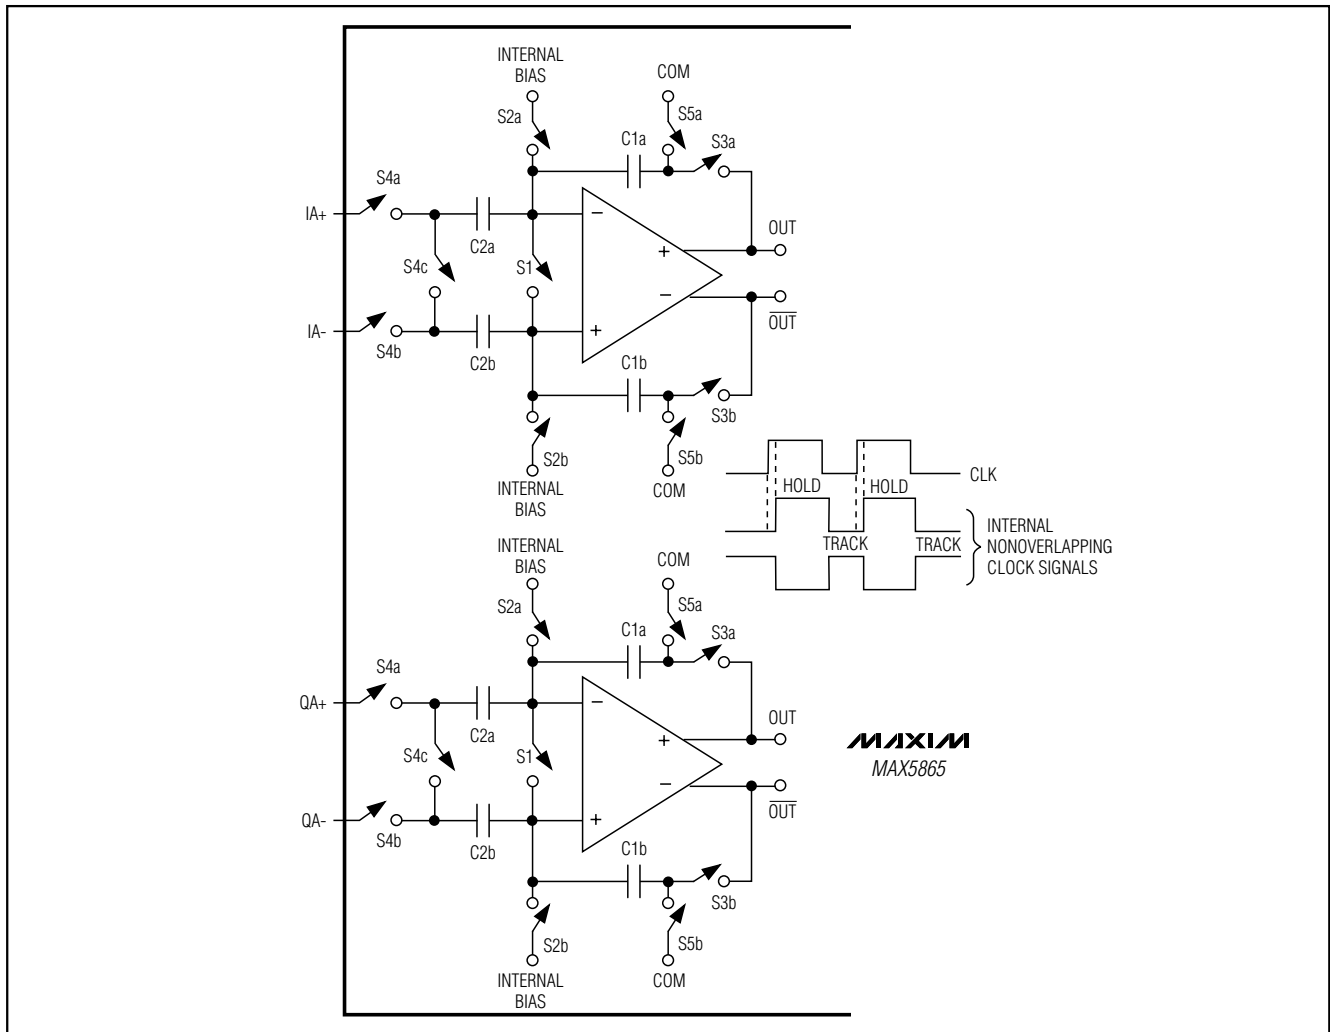 INTERNAL
BIAS
COM
S2a
S5a
C1a
S3a
S4a
IA+
−
OUT
C2a
+
S4c
S1
−
OUT
IA-
+
S4b
C2b
C1b
S3b
S2b
S5b
INTERNAL
BIAS
COM
CLK
HOLD
HOLD
TRACK
TRACK
INTERNAL
NONOVERLAPPING
CLOCK SIGNALS
INTERNAL
BIAS
COM
S2a
S5a
C1a
S3a
S4a
QA+
−
OUT
C2a
+
S4c
S1
−
OUT
QA-
+
S4b
C2b
C1b
S3b
S2b
S5b
INTERNAL
BIAS
COM
MAXIM
MAX5865